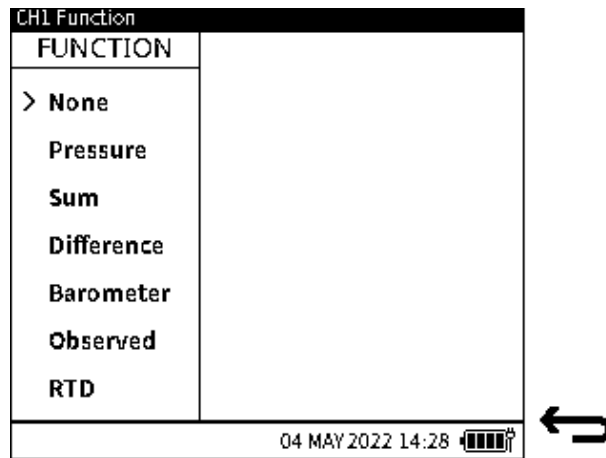 CH1 Function
FUNCTION
> None
Pressure
Sum
Difference
Barometer
Observed
RTD
04 MAY 2022 14:28